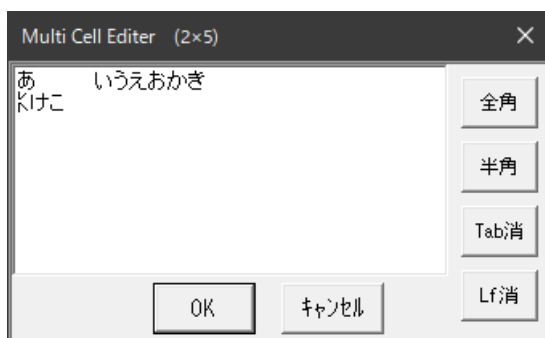 Multi Cell Editer (2×5)
あ いうえおかき
くけこ
全角
半角
Tab消
Lf消
OK
キャンセル